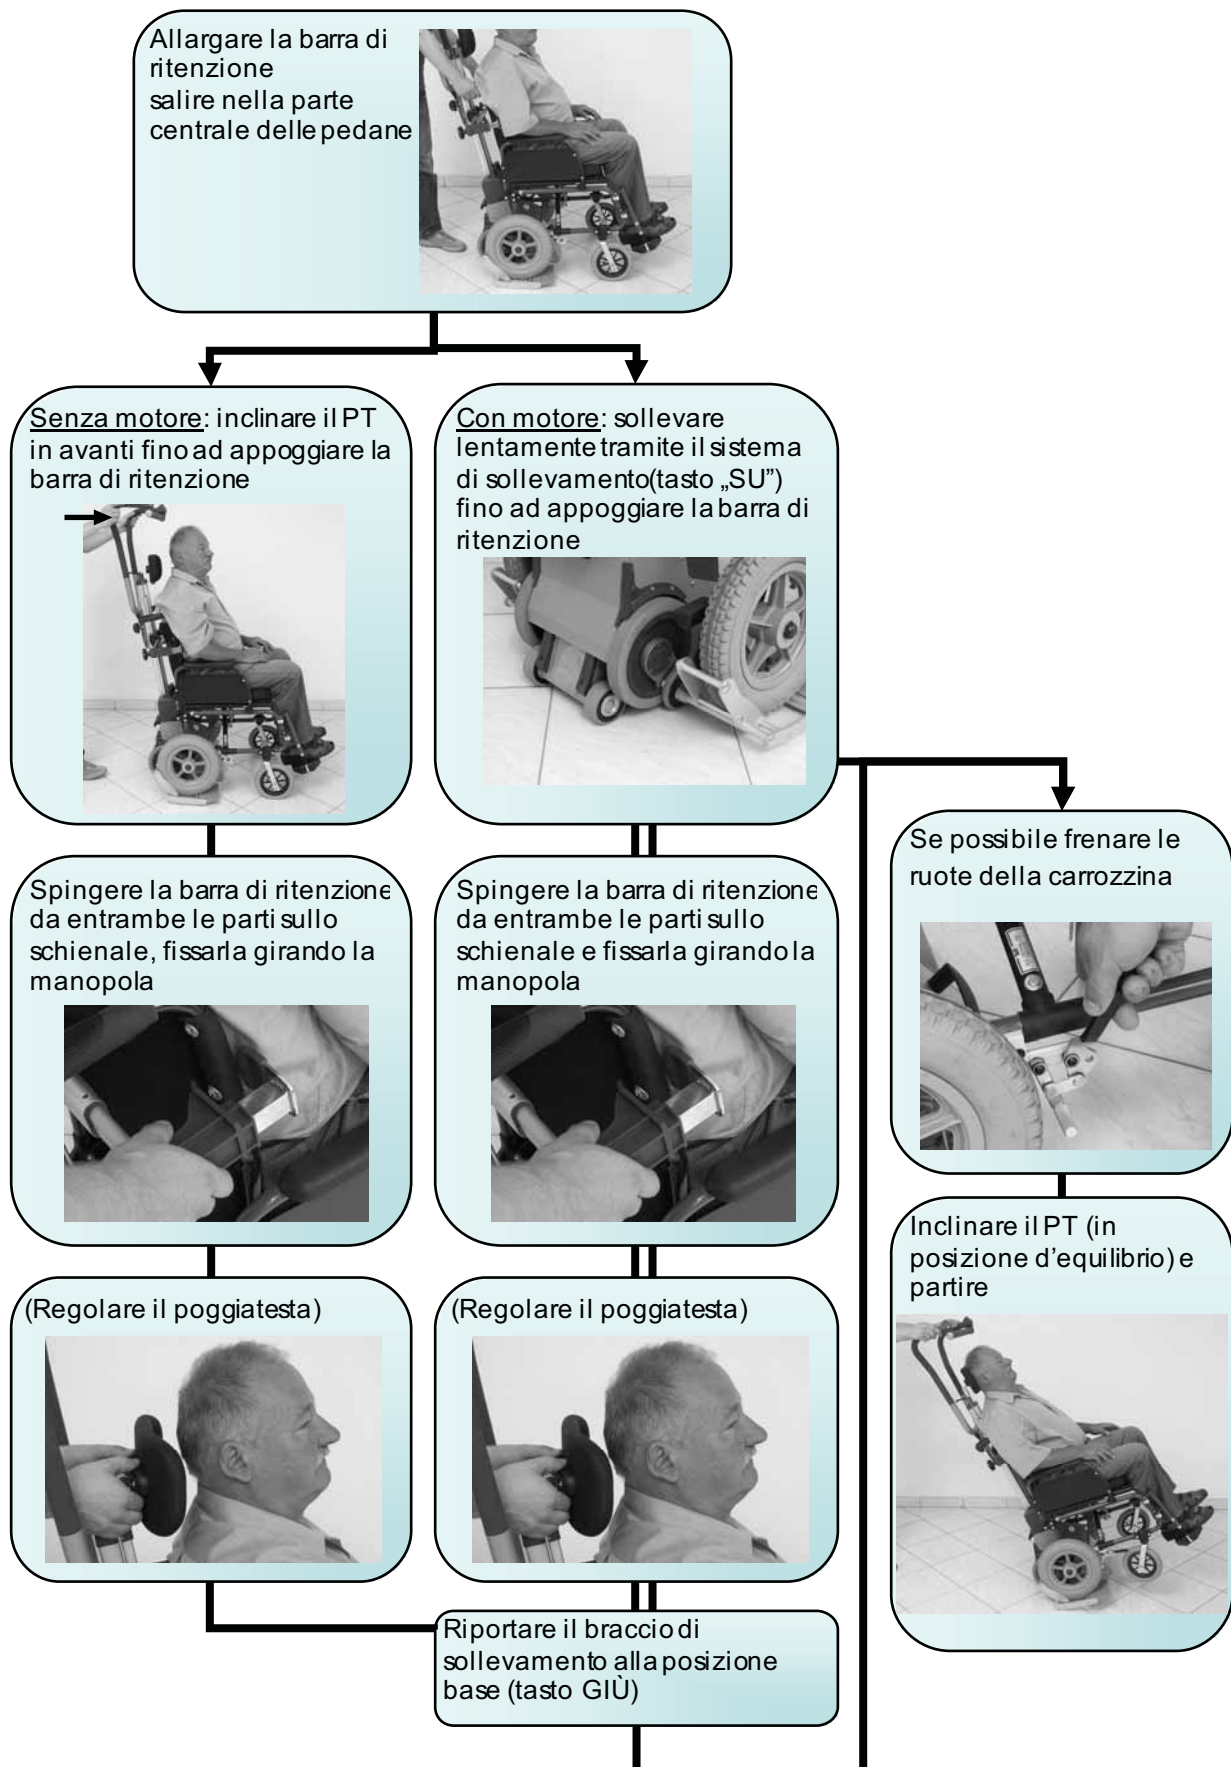 Allargare la barra di
ritenzione
salire nella parte
centrale delle pedane
Senza motore: inclinare il PT
in avanti fino ad appoggiare la
barra di ritenzione
Con motore: sollevare
lentamente tramite il sistema
di sollevamento(tasto „SU”)
fino ad appoggiare la barra di
ritenzione
Spingere la barra di ritenzione
da entrambe le parti sullo
schienale, fissarla girando la
manopola
Spingere la barra di ritenzione
da entrambe le parti sullo
schienale e fissarla girando la
manopola
Se possibile frenare le
ruote della carrozzina
(Regolare il poggiatesta)
(Regolare il poggiatesta)
Inclinare il PT (in
posizione d’equilibrio) e
partire
Riportare il braccio di
sollevamento alla posizione
base (tasto GIÙ)